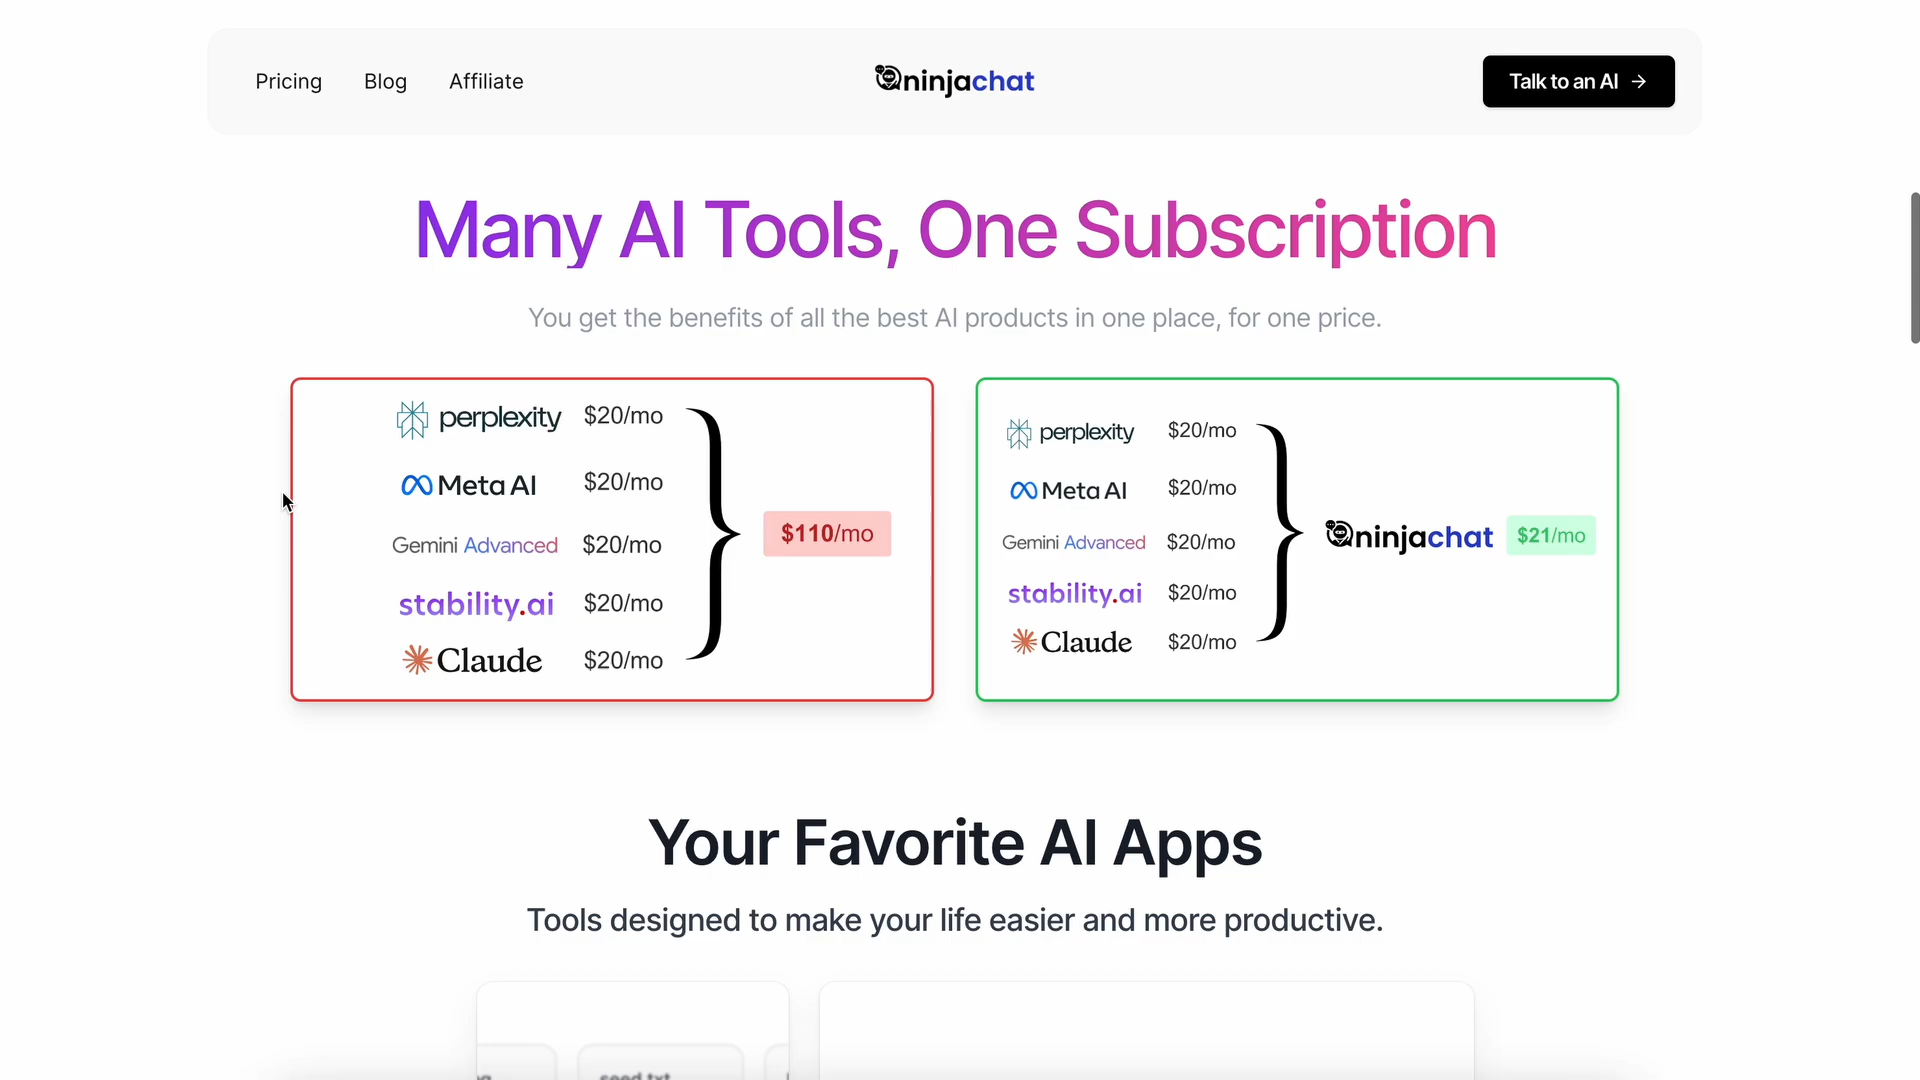 Pricing Blog Affiliate
ninjachat
Talk to an AI →
Many AI Tools, One Subscription
You get the benefits of all the best AI products in one place, for one price.
perplexity $20/mo
Meta AI $20/mo
Gemini Advanced $20/mo
stability.ai $20/mo
Claude $20/mo
$110/mo
perplexity $20/mo
Meta AI $20/mo
Gemini Advanced $20/mo
stability.ai $20/mo
Claude $20/mo
ninjachat $21/mo
Your Favorite AI Apps
Tools designed to make your life easier and more productive.
seed.txt